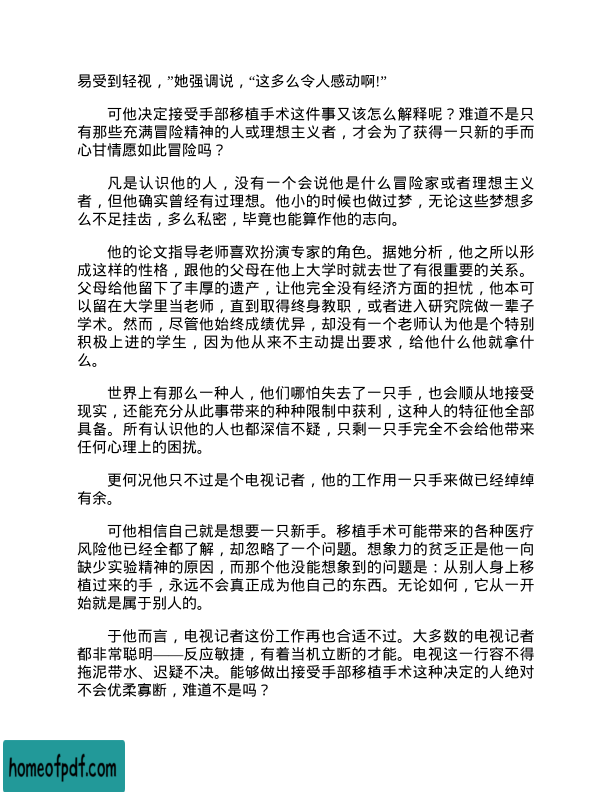 易受到轻视，”她强调说，“这多么令人感动啊!”
可他决定接受手部移植手术这件事又该怎么解释呢？难道不是只
有那些充满冒险精神的人或理想主义者，才会为了获得一只新的手而
心甘情愿如此冒险吗？
凡是认识他的人，没有一个会说他是什么冒险家或者理想主义
者，但他确实曾经有过理想。他小的时候也做过梦，无论这些梦想多
么不足挂齿，多么私密，毕竟也能算作他的志向。
他的论文指导老师喜欢扮演专家的角色。据她分析，他之所以形
成这样的性格，跟他的父母在他上大学时就去世了有很重要的关系。
父母给他留下了丰厚的遗产，让他完全没有经济方面的担忧，他本可
以留在大学里当老师，直到取得终身教职，或者进入研究院做一辈子
学术。然而，尽管他始终成绩优异，却没有一个老师认为他是个特别
积极上进的学生，因为他从来不主动提出要求，给他什么他就拿什
么。
世界上有那么一种人，他们哪怕失去了一只手，也会顺从地接受
现实，还能充分从此事带来的种种限制中获利，这种人的特征他全部
具备。所有认识他的人也都深信不疑，只剩一只手完全不会给他带来
任何心理上的困扰。
更何况他只不过是个电视记者，他的工作用一只手来做已经绰绰
有余。
可他相信自己就是想要一只新手。移植手术可能带来的各种医疗
风险他已经全都了解，却忽略了一个问题。想象力的贫乏正是他一向
缺少实验精神的原因，而那个他没能想象到的问题是：从别人身上移
植过来的手，永远不会真正成为他自己的东西。无论如何，它从一开
始就是属于别人的。
于他而言，电视记者这份工作再也合适不过。大多数的电视记者
都非常聪明——反应敏捷，有着当机立断的才能。电视这一行容不得
拖泥带水、迟疑不决。能够做出接受手部移植手术这种决定的人绝对
不会优柔寡断，难道不是吗？
homeofpdf.com